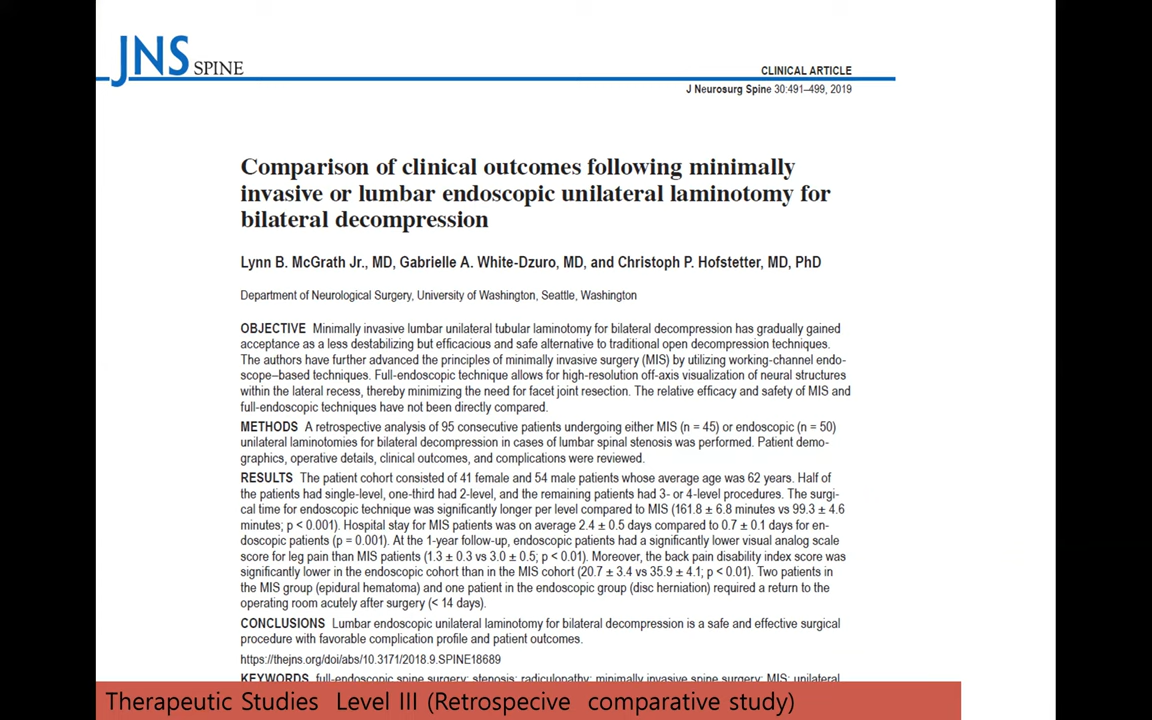 JNS SPINE
CLINICAL ARTICLE
J Neurosurg Spine 30:491–499, 2019
Comparison of clinical outcomes following minimally
invasive or lumbar endoscopic unilateral laminotomy for
bilateral decompression
Lynn B. McGrath Jr., MD, Gabrielle A. White-Dzuro, MD, and Christoph P. Hofstetter, MD, PhD
Department of Neurological Surgery, University of Washington, Seattle, Washington
OBJECTIVE Minimally invasive lumbar unilateral tubular laminotomy for bilateral decompression has gradually gained
acceptance as a less destabilizing but efficacious and safe alternative to traditional open decompression techniques.
The authors have further advanced the principles of minimally invasive surgery (MIS) by utilizing working-channel endo-
scope–based techniques. Full-endoscopic technique allows for high-resolution off-axis visualization of neural structures
within the lateral recess, thereby minimizing the need for facet joint resection. The relative efficacy and safety of MIS and
full-endoscopic techniques have not been directly compared.
METHODS A retrospective analysis of 95 consecutive patients undergoing either MIS (n = 45) or endoscopic (n = 50)
unilateral laminotomies for bilateral decompression in cases of lumbar spinal stenosis was performed. Patient demo-
graphics, operative details, clinical outcomes, and complications were reviewed.
RESULTS The patient cohort consisted of 41 female and 54 male patients whose average age was 62 years. Half of
the patients had single-level, one-third had 2-level, and the remaining patients had 3- or 4-level procedures. The surgi-
cal time for endoscopic technique was significantly longer per level compared to MIS (161.8 ± 6.8 minutes vs 99.3 ± 4.6
minutes; p < 0.001). Hospital stay for MIS patients was on average 2.4 ± 0.5 days compared to 0.7 ± 0.1 days for en-
doscopic patients (p = 0.001). At the 1-year follow-up, endoscopic patients had a significantly lower visual analog scale
score for leg pain than MIS patients (1.3 ± 0.3 vs 3.0 ± 0.5; p < 0.01). Moreover, the back pain disability index score was
significantly lower in the endoscopic cohort than in the MIS cohort (20.7 ± 3.4 vs 35.9 ± 4.1; p < 0.01). Two patients in
the MIS group (epidural hematoma) and one patient in the endoscopic group (disc herniation) required a return to the
operating room acutely after surgery (< 14 days).
CONCLUSIONS Lumbar endoscopic unilateral laminotomy for bilateral decompression is a safe and effective surgical
procedure with favorable complication profile and patient outcomes.
https://thejns.org/doi/abs/10.3171/2018.9.SPINE18689
KEYWORDS full-endoscopic spine surgery; stenosis; radiculopathy; minimally invasive spine surgery; MIS; unilateral
Therapeutic Studies Level III (Retrospecive comparative study)